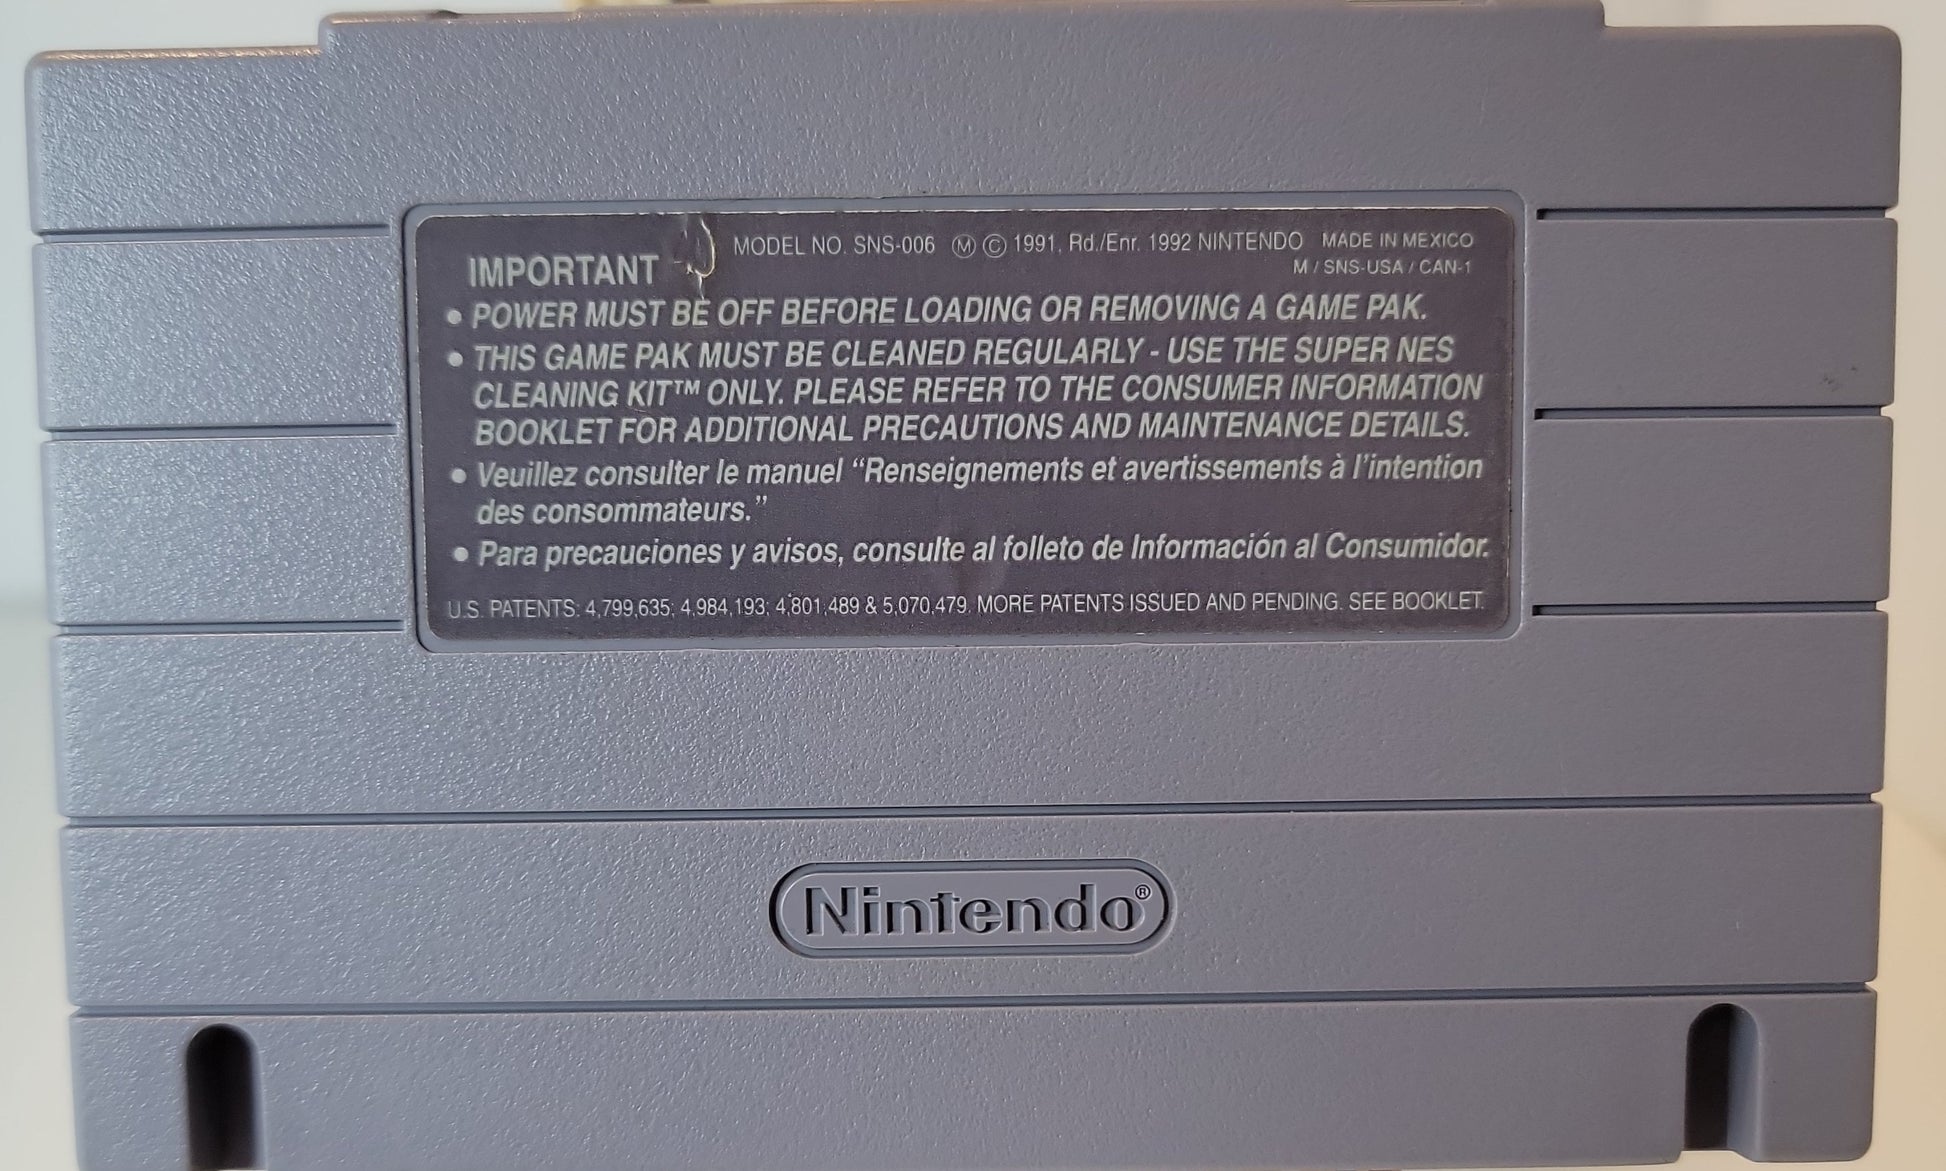 MODEL NO. SNS-006 Ⓜ © 1991, Rd./Enr. 1992 NINTENDO MADE IN MEXICO
M / SNS-USA / CAN-1
IMPORTANT
• POWER MUST BE OFF BEFORE LOADING OR REMOVING A GAME PAK.
• THIS GAME PAK MUST BE CLEANED REGULARLY - USE THE SUPER NES
CLEANING KIT™ ONLY. PLEASE REFER TO THE CONSUMER INFORMATION
BOOKLET FOR ADDITIONAL PRECAUTIONS AND MAINTENANCE DETAILS.
• Veuillez consulter le manuel “Renseignements et avertissements à l’intention
des consommateurs.”
• Para precauciones y avisos, consulte al folleto de Información al Consumidor.
U.S. PATENTS: 4,799,635; 4,984,193; 4,801,489 & 5,070,479. MORE PATENTS ISSUED AND PENDING. SEE BOOKLET.
Nintendo®